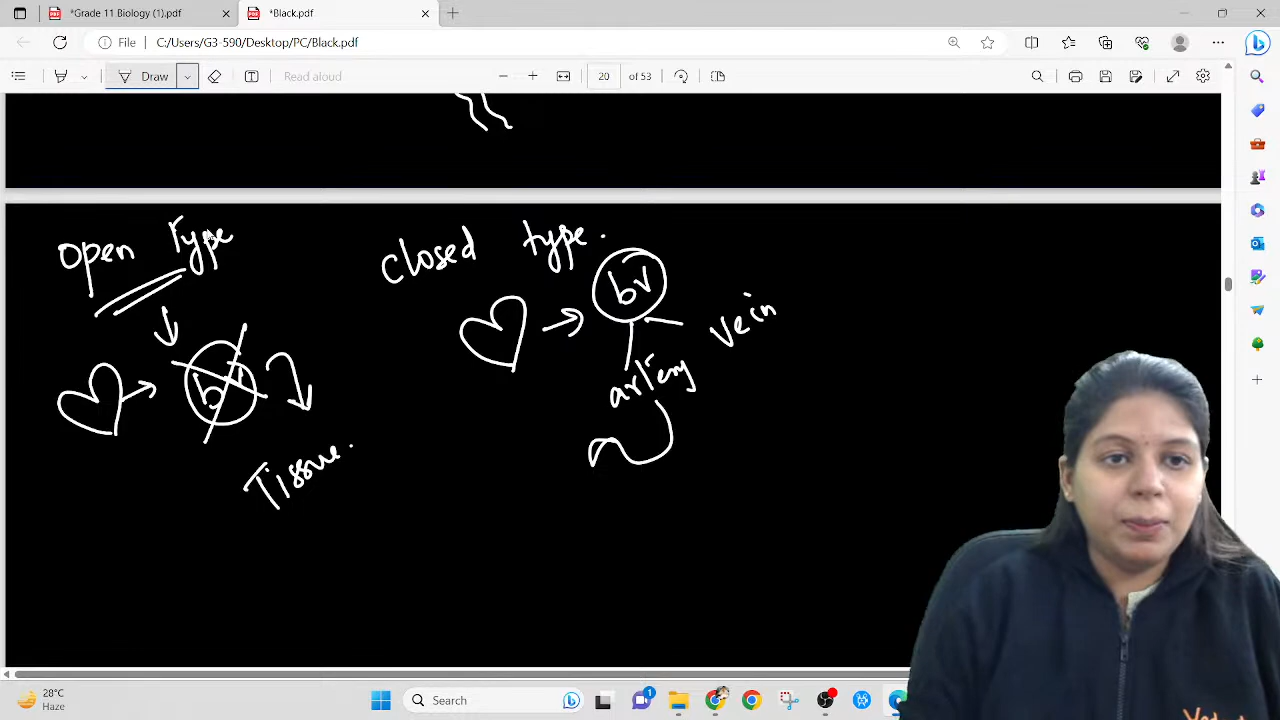 *Grade 11 Biology (1).pdf
*Black.pdf
File
C:/Users/G3-590/Desktop/PC/Black.pdf
Draw
Read aloud
20
of 53
open Type
closed type.
bv
bv
vein
artery
Tissue.
28°C
Haze
Search
1